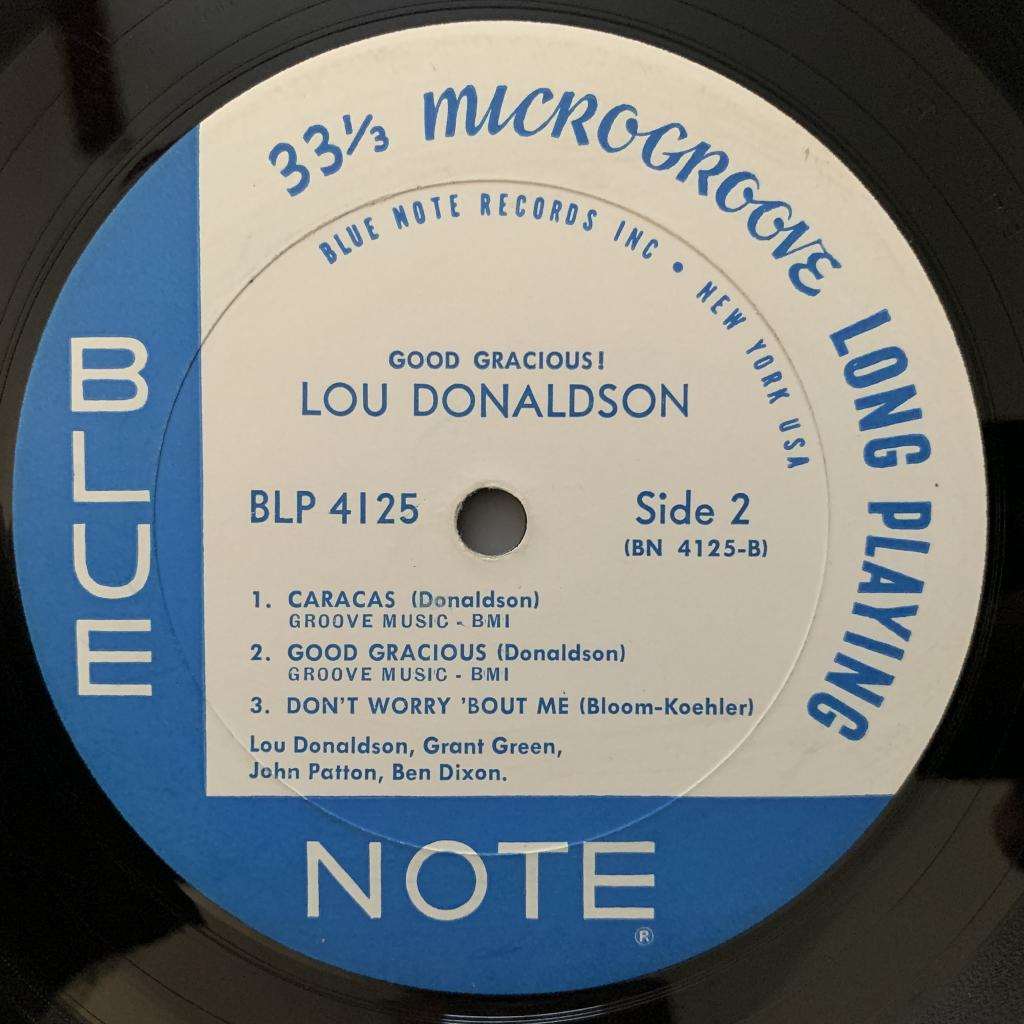 33⅓ MICROGROOVE LONG PLAYING
BLUE NOTE RECORDS INC • NEW YORK USA
GOOD GRACIOUS!
LOU DONALDSON
BLP 4125
Side 2
(BN 4125-B)
1. CARACAS (Donaldson)
GROOVE MUSIC - BMI
2. GOOD GRACIOUS (Donaldson)
GROOVE MUSIC - BMI
3. DON'T WORRY 'BOUT ME (Bloom-Koehler)
Lou Donaldson, Grant Green,
John Patton, Ben Dixon.
BLUE
NOTE
®